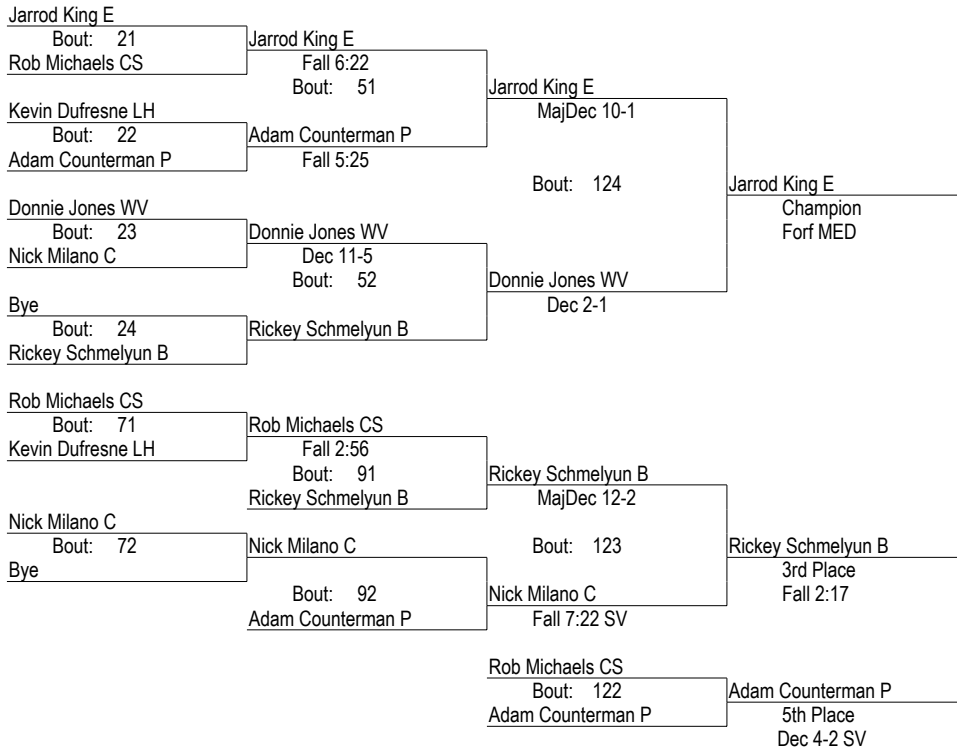 Jarrod King E
Bout: 21
Jarrod King E
Rob Michaels CS
Fall 6:22
Bout: 51
Jarrod King E
Kevin Dufresne LH
MajDec 10-1
Bout: 22
Adam Counterman P
Adam Counterman P
Fall 5:25
Bout: 124
Jarrod King E
Donnie Jones WV
Champion
Bout: 23
Donnie Jones WV
Forf MED
Nick Milano C
Dec 11-5
Bout: 52
Donnie Jones WV
Bye
Dec 2-1
Bout: 24
Rickey Schmelyun B
Rickey Schmelyun B
Rob Michaels CS
Bout: 71
Rob Michaels CS
Kevin Dufresne LH
Fall 2:56
Bout: 91
Rickey Schmelyun B
Rickey Schmelyun B
MajDec 12-2
Nick Milano C
Bout: 72
Nick Milano C
Bout: 123
Rickey Schmelyun B
Bye
3rd Place
Bout: 92
Nick Milano C
Fall 2:17
Adam Counterman P
Fall 7:22 SV
Rob Michaels CS
Bout: 122
Adam Counterman P
Adam Counterman P
5th Place
Dec 4-2 SV